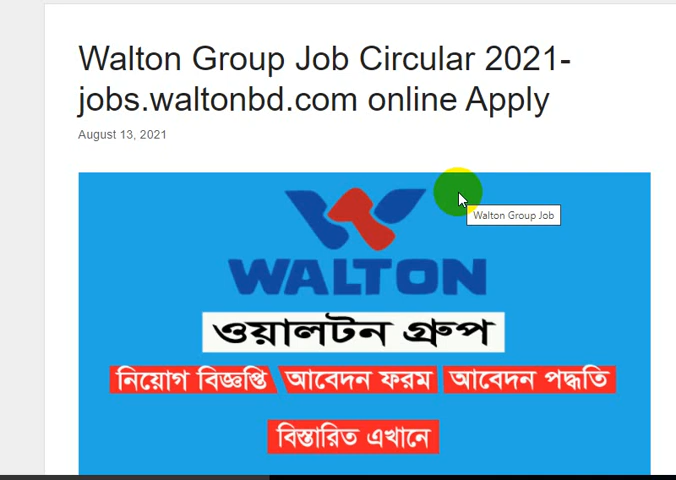 Walton Group Job Circular 2021-
jobs.waltonbd.com online Apply
August 13, 2021
Walton Group Job
WALTON
ওয়ালটন গ্রুপ
নিয়োগ বিজ্ঞপ্তি আবেদন ফরম আবেদন পদ্ধতি
বিস্তারিত এখানে